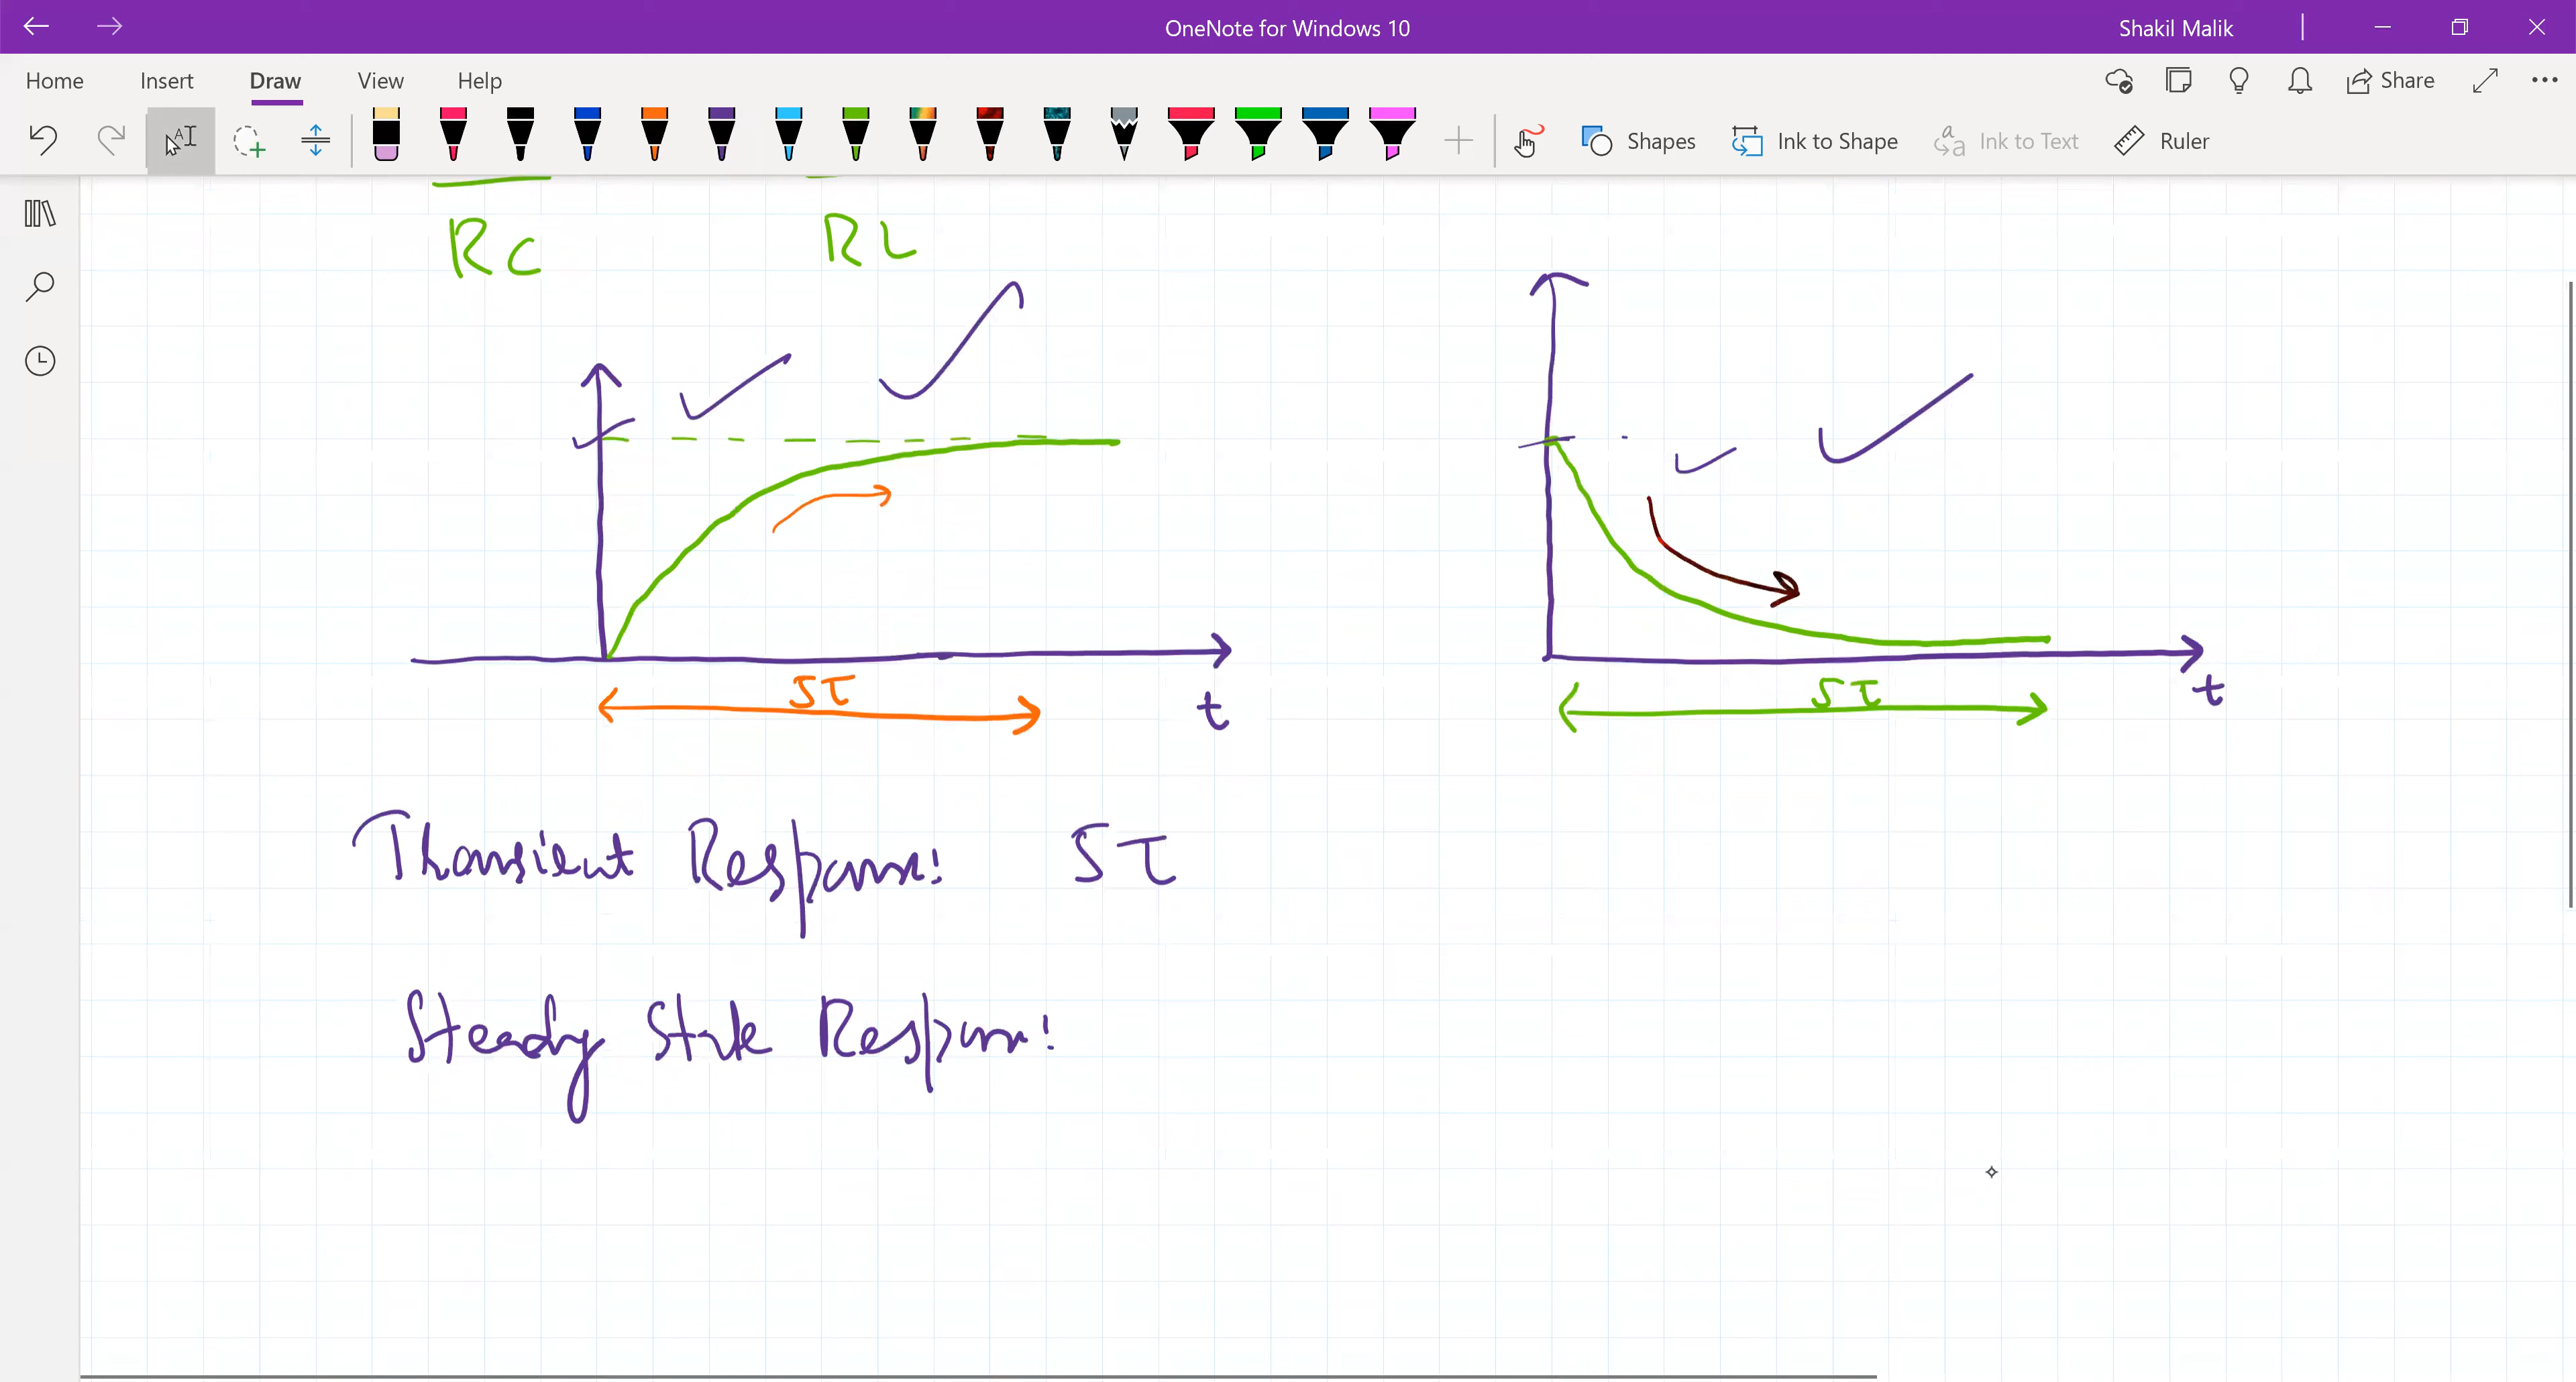 OneNote for Windows 10
Shakil Malik
Home Insert Draw View Help
Share
Shapes Ink to Shape Ink to Text Ruler
RC RL
5τ t
5τ t
Transient Response: 5τ
Steady State Response: